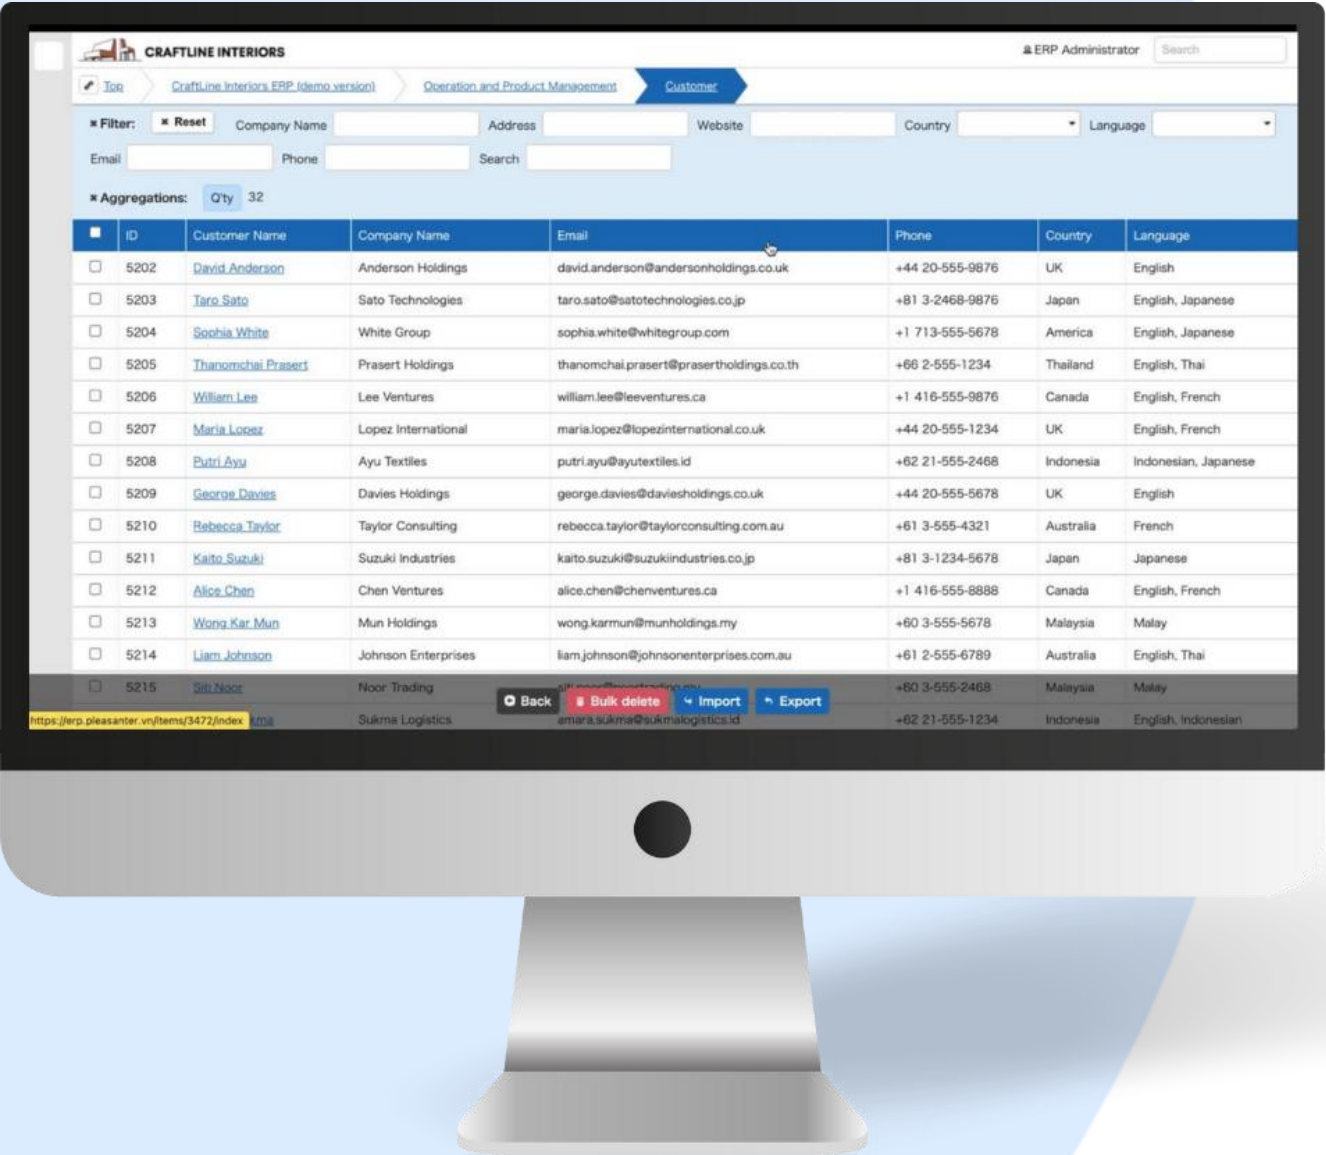 CRAFTLINE INTERIORS ERP Administrator Search
Top CraftLine Interiors ERP (demo version) Operation and Product Management Customer
Filter: Reset Company Name Address Website Country Language
Email Phone Search
Aggregations: Q'ty 32
ID Customer Name Company Name Email Phone Country Language
5202 David Anderson Anderson Holdings david.anderson@andersonholdings.co.uk +44 20-555-9876 UK English
5203 Taro Sato Sato Technologies taro.sato@satotechnologies.co.jp +81 3-2468-9876 Japan English, Japanese
5204 Sophia White White Group sophia.white@whitegroup.com +1 713-555-5678 America English, Japanese
5205 Thanomchai Prasert Prasert Holdings thanomchai.prasert@prasertholdings.co.th +66 2-555-1234 Thailand English, Thai
5206 William Lee Lee Ventures william.lee@leeventures.ca +1 416-555-9876 Canada English, French
5207 Maria Lopez Lopez International maria.lopez@lopezinternational.co.uk +44 20-555-1234 UK English, French
5208 Putri Ayu Ayu Textiles putri.ayu@ayutextiles.id +62 21-555-2468 Indonesia Indonesian, Japanese
5209 George Davies Davies Holdings george.davies@daviesholdings.co.uk +44 20-555-5678 UK English
5210 Rebecca Taylor Taylor Consulting rebecca.taylor@taylorconsulting.com.au +61 3-555-4321 Australia French
5211 Kaito Suzuki Suzuki Industries kaito.suzuki@suzukiindustries.co.jp +81 3-1234-5678 Japan Japanese
5212 Alice Chen Chen Ventures alice.chen@chenventures.ca +1 416-555-8888 Canada English, French
5213 Wong Kar Mun Mun Holdings wong.karmun@munholdings.my +60 3-555-5678 Malaysia Malay
5214 Liam Johnson Johnson Enterprises liam.johnson@johnsonenterprises.com.au +61 2-555-6789 Australia English, Thai
5215 Siti Noor Noor Trading +60 3-555-2468 Malaysia Malay
Back Bulk delete Import Export
https://erp.pleasanter.vn/items/3472/index Sukma Logistics amara.sukma@sukmalogistics.id +62 21-555-1234 Indonesia English, Indonesian